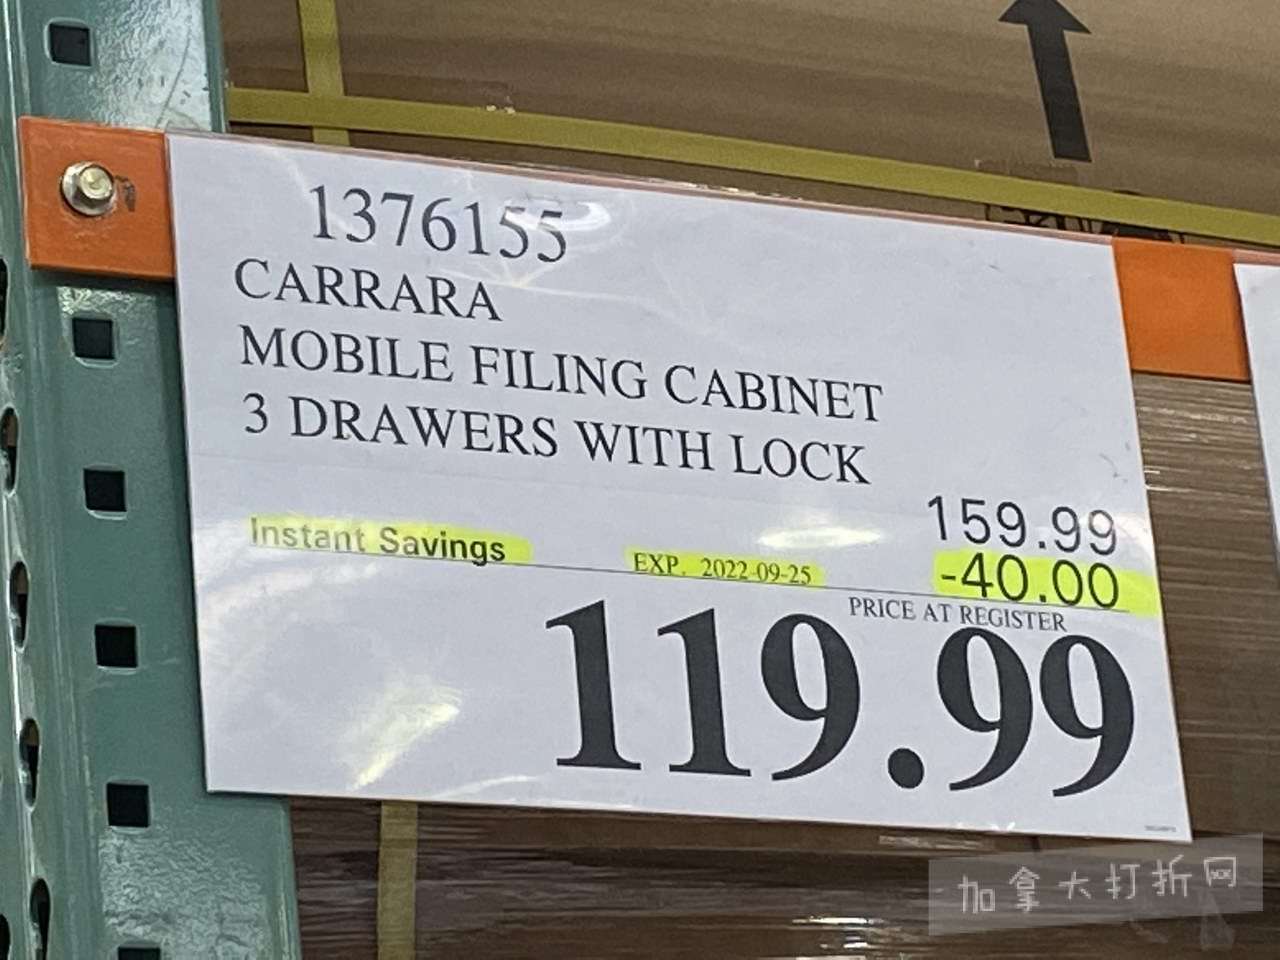 1376155
CARRARA
MOBILE FILING CABINET
3 DRAWERS WITH LOCK
159.99
Instant Savings EXP. 2022-09-25 -40.00
PRICE AT REGISTER
119.99
加拿大打折网